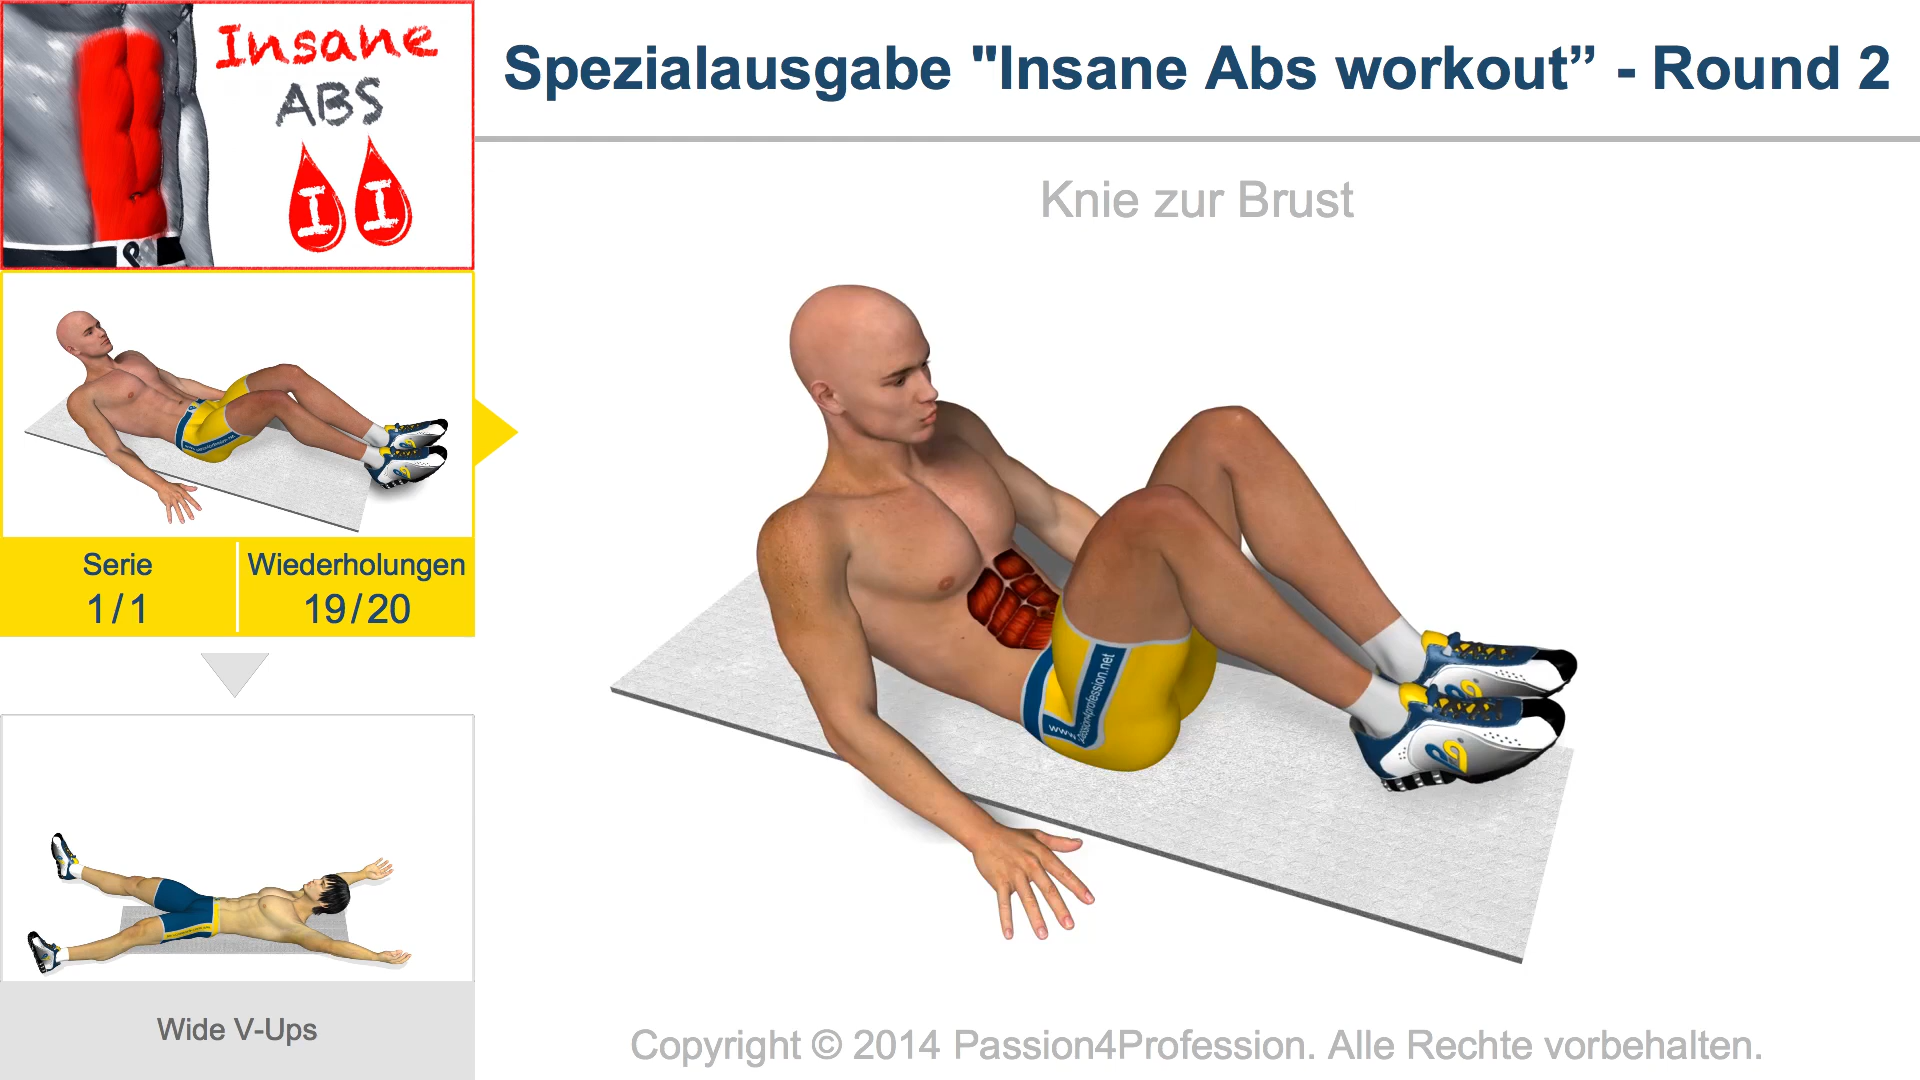 Insane
ABS
I I
Spezialausgabe "Insane Abs workout” - Round 2
Knie zur Brust
Serie
1/1
Wiederholungen
19/20
www.passion4profession.net
Wide V-Ups
Copyright © 2014 Passion4Profession. Alle Rechte vorbehalten.